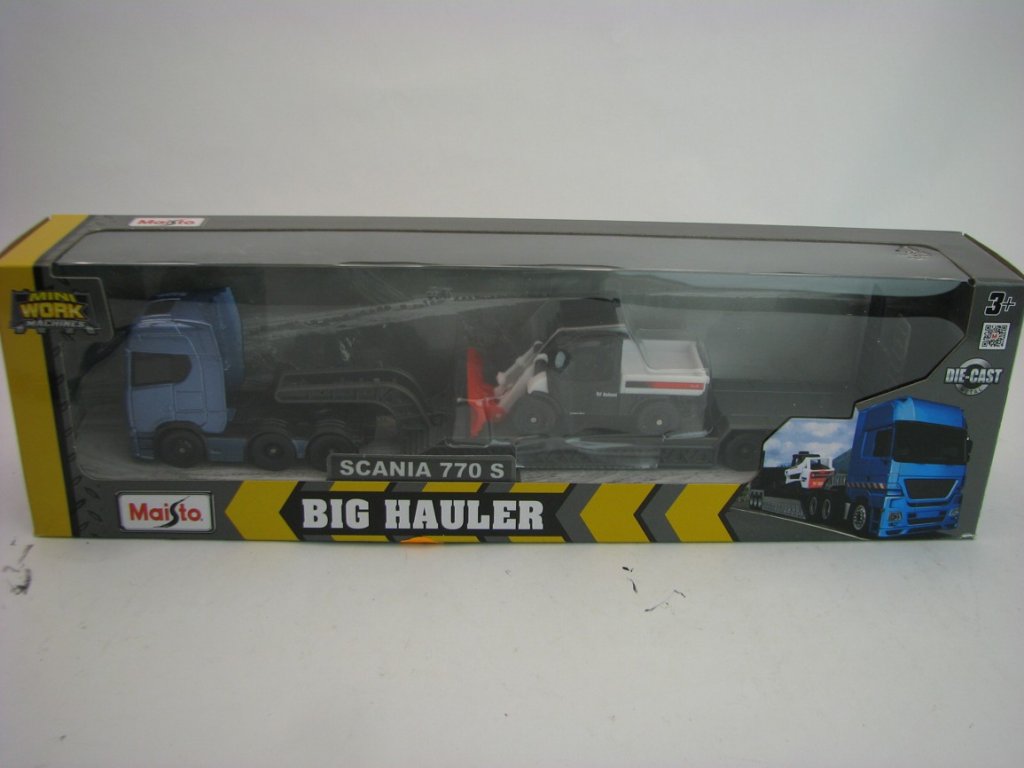 Maisto
MINI
WORK
MACHINES
3+
DIE-CAST
SCANIA 770 S
Maisto
BIG HAULER